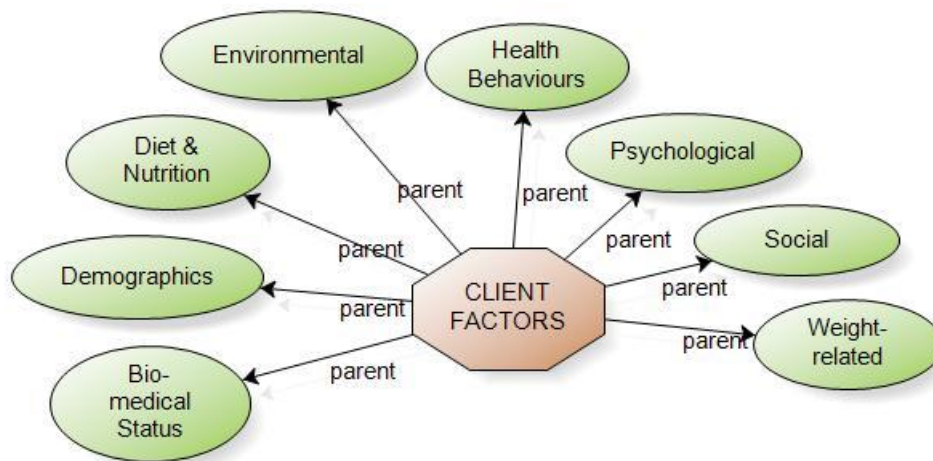 Environmental
Health
Behaviours
Diet &
Nutrition
Psychological
parent
parent
parent
parent
Social
Demographics
CLIENT
FACTORS
parent
parent
Weight-
related
parent
parent
Bio-
medical
Status